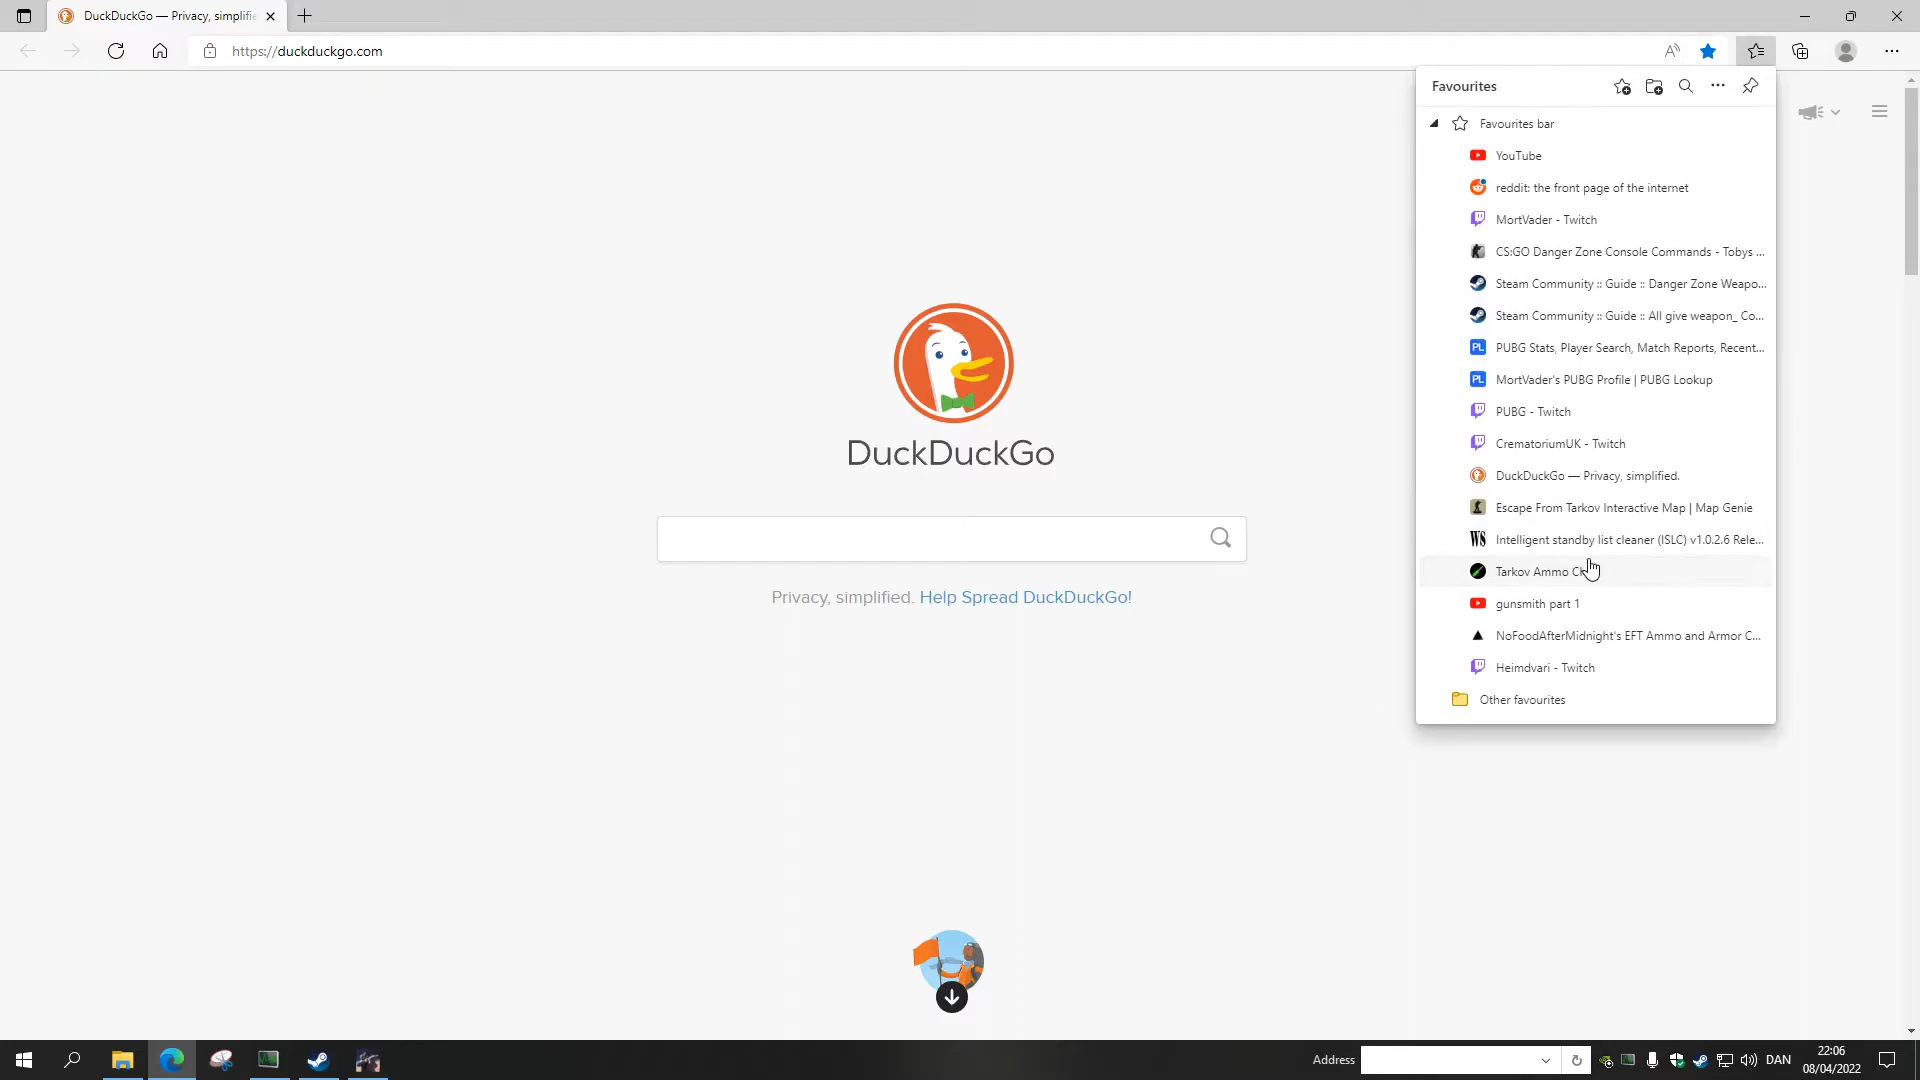 DuckDuckGo — Privacy, simplifie
https://duckduckgo.com
Favourites
Favourites bar
YouTube
reddit: the front page of the internet
MortVader - Twitch
CS:GO Danger Zone Console Commands - Tobys ...
Steam Community :: Guide :: Danger Zone Weapo...
Steam Community :: Guide :: All give weapon_ Co...
PL PUBG Stats, Player Search, Match Reports, Recent...
PL MortVader's PUBG Profile | PUBG Lookup
PUBG - Twitch
CrematoriumUK - Twitch
DuckDuckGo — Privacy, simplified.
Escape From Tarkov Interactive Map | Map Genie
WS Intelligent standby list cleaner (ISLC) v1.0.2.6 Rele...
Tarkov Ammo
gunsmith part 1
NoFoodAfterMidnight's EFT Ammo and Armor C...
Heimdvari - Twitch
Other favourites
DuckDuckGo
Privacy, simplified. Help Spread DuckDuckGo!
Address
DAN
22:06
08/04/2022